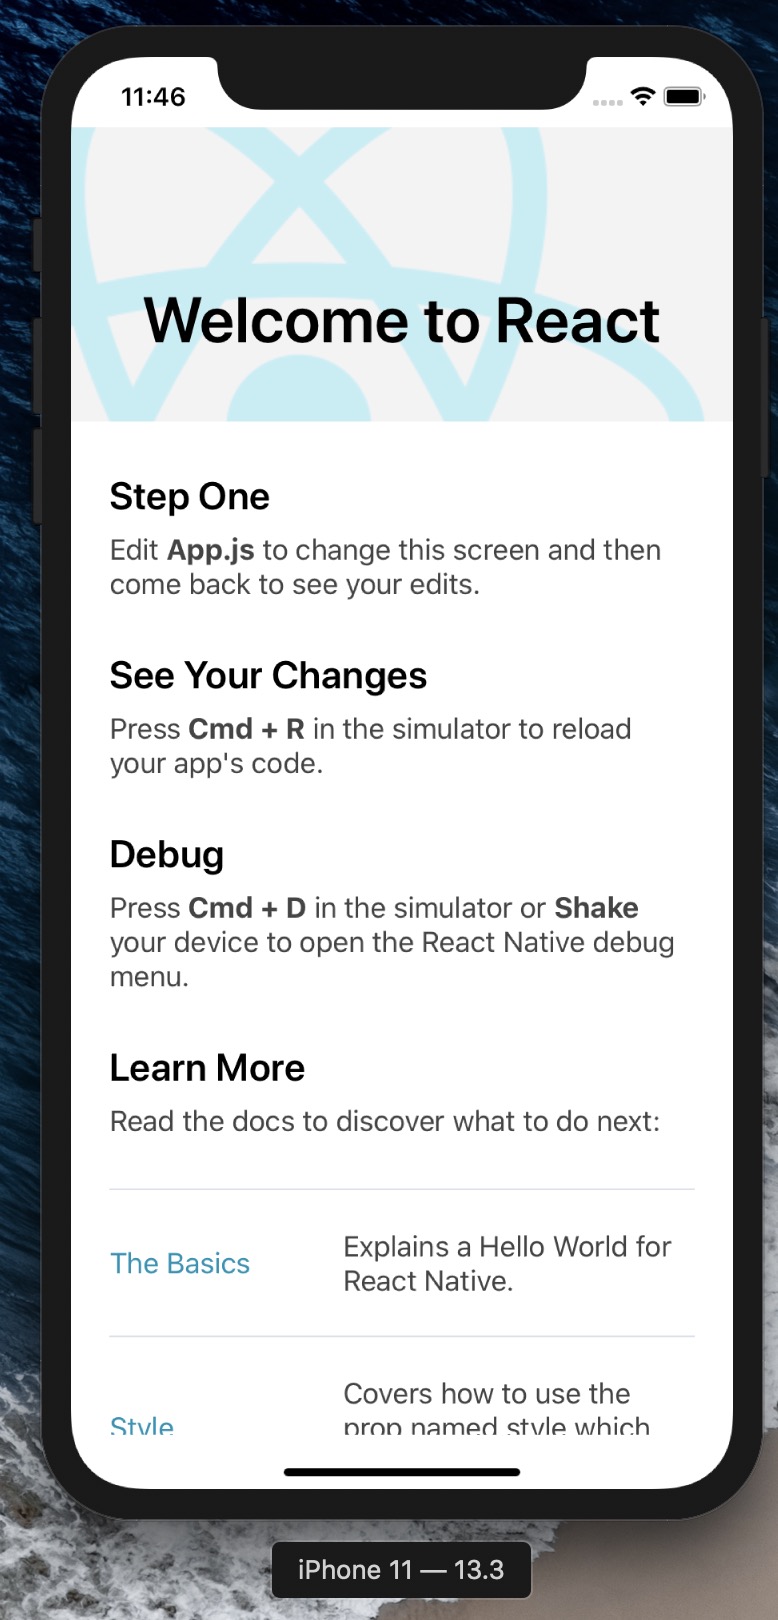 11:46
Welcome to React
Step One
Edit App.js to change this screen and then
come back to see your edits.
See Your Changes
Press Cmd + R in the simulator to reload
your app's code.
Debug
Press Cmd + D in the simulator or Shake
your device to open the React Native debug
menu.
Learn More
Read the docs to discover what to do next:
The Basics
Explains a Hello World for
React Native.
Style
Covers how to use the
prop named style which
iPhone 11 — 13.3